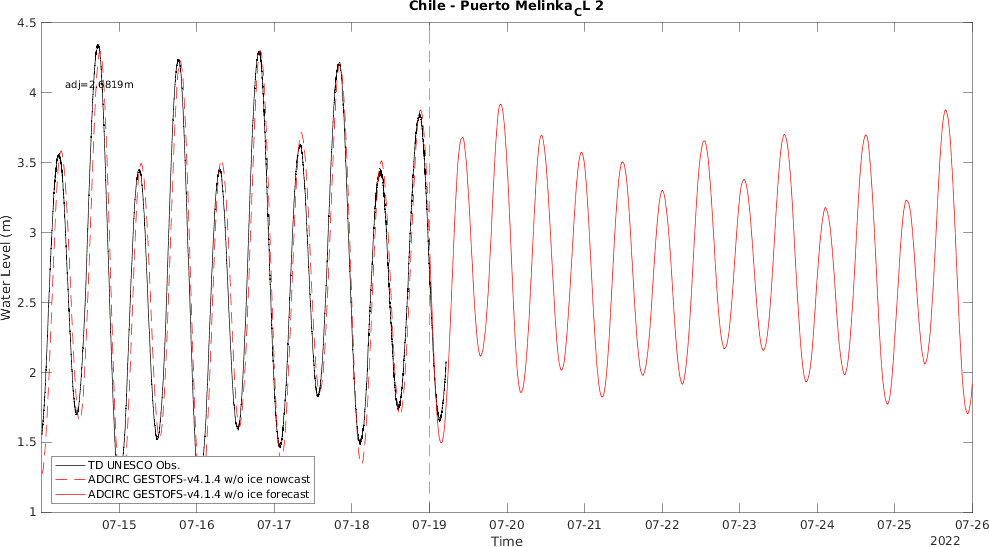 Chile - Puerto Melinka_CL 2
4.5
4
3.5
3
2.5
2
1.5
1
Water Level (m)
adj=2.6819m
TD UNESCO Obs.
ADCIRC GESTOFS-v4.1.4 w/o ice nowcast
ADCIRC GESTOFS-v4.1.4 w/o ice forecast
07-15 07-16 07-17 07-18 07-19 07-20 07-21 07-22 07-23 07-24 07-25 07-26
Time
2022